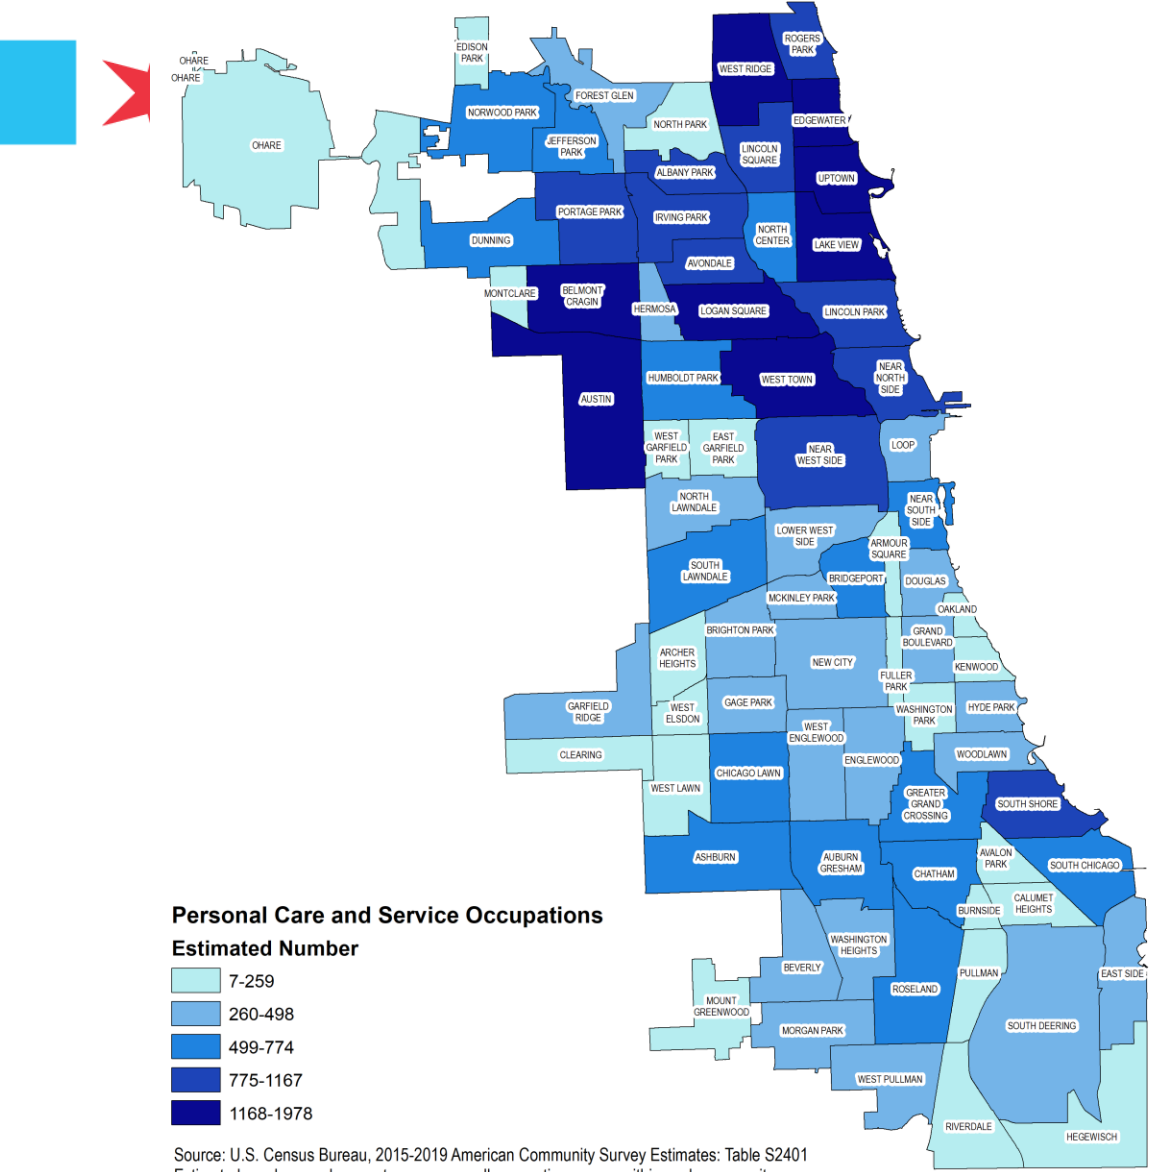 ROGERS
PARK
EDISON
PARK
OHARE
WEST RIDGE
OHARE
FOREST GLEN
NORWOOD PARK
EDGEWATER
NORTH PARK
OHARE
JEFFERSON
PARK
LINCOLN
SQUARE
ALBANY PARK
UPTOWN
PORTAGE PARK
IRVING PARK
NORTH
CENTER
DUNNING
LAKE VIEW
AVONDALE
MONTCLARE
BELMONT
CRAGIN
HERMOSA
LOGAN SQUARE
LINCOLN PARK
HUMBOLDT PARK
WEST TOWN
NEAR
NORTH
SIDE
AUSTIN
WEST
GARFIELD
PARK
EAST
GARFIELD
PARK
NEAR
WEST SIDE
LOOP
NORTH
LAWNDALE
NEAR
SOUTH
SIDE
LOWER WEST
SIDE
ARMOUR
SQUARE
SOUTH
LAWNDALE
BRIDGEPORT
DOUGLAS
MCKINLEY PARK
OAKLAND
BRIGHTON PARK
GRAND
BOULEVARD
ARCHER
HEIGHTS
NEW CITY
KENWOOD
FULLER
PARK
GAGE PARK
GARFIELD
RIDGE
WEST
ELSDON
WASHINGTON
PARK
HYDE PARK
WEST
ENGLEWOOD
CLEARING
WOODLAWN
ENGLEWOOD
CHICAGO LAWN
WEST LAWN
GREATER
GRAND
CROSSING
SOUTH SHORE
ASHBURN
AUBURN
GRESHAM
AVALON
PARK
SOUTH CHICAGO
CHATHAM
BURNSIDE
CALUMET
HEIGHTS
WASHINGTON
HEIGHTS
BEVERLY
PULLMAN
EAST SIDE
ROSELAND
MOUNT
GREENWOOD
MORGAN PARK
SOUTH DEERING
WEST PULLMAN
RIVERDALE
HEGEWISCH
Personal Care and Service Occupations
Estimated Number
7-259
260-498
499-774
775-1167
1168-1978
Source: U.S. Census Bureau, 2015-2019 American Community Survey Estimates: Table S2401